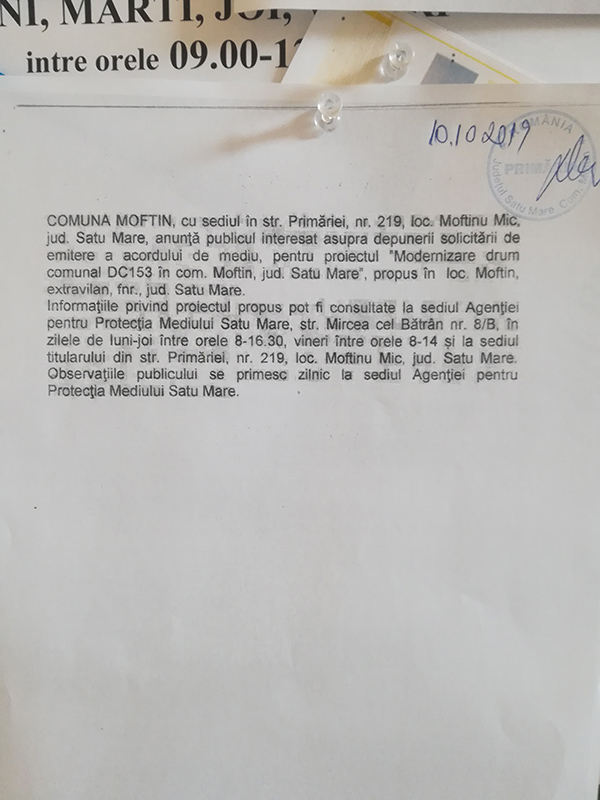 NI, MARTI, JOI,
intre orele 09.00-1
10.10 2019
ROMÂNIA
PRIMĂ
Judetul Satu Mare Com. M
COMUNA MOFTIN, cu sediul în str. Primăriei, nr. 219, loc. Moftinu Mic,
jud. Satu Mare, anunţă publicul interesat asupra depunerii solicitării de
emitere a acordului de mediu, pentru proiectul "Modernizare drum
comunal DC153 în com. Moftin, jud. Satu Mare", propus în loc. Moftin,
extravilan, fnr., jud. Satu Mare.
Informaţiile privind proiectul propus pot fi consultate la sediul Agenţiei
pentru Protecţia Mediului Satu Mare, str. Mircea cel Bătrân nr. 8/B, în
zilele de luni-joi între orele 8-16.30, vineri între orele 8-14 şi la sediul
titularului din str. Primăriei, nr. 219, loc. Moftinu Mic, jud. Satu Mare.
Observaţiile publicului se primesc zilnic la sediul Agenţiei pentru
Protecţia Mediului Satu Mare.